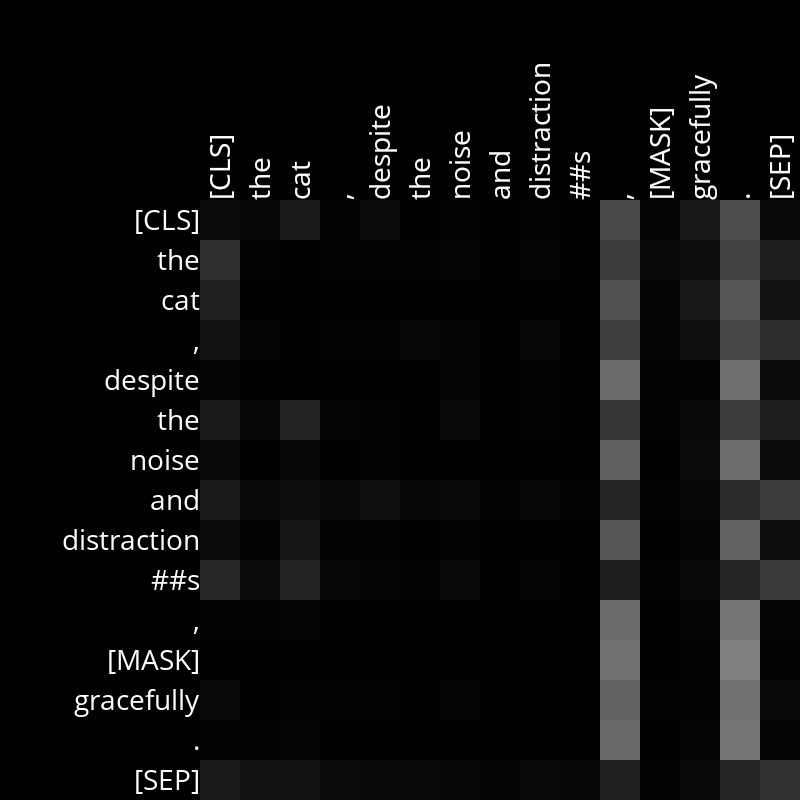 [CLS] the cat , despite the noise and distraction ##s , [MASK] gracefully . [SEP]
[CLS]
the
cat
,
despite
the
noise
and
distraction
##s
,
[MASK]
gracefully
.
[SEP]